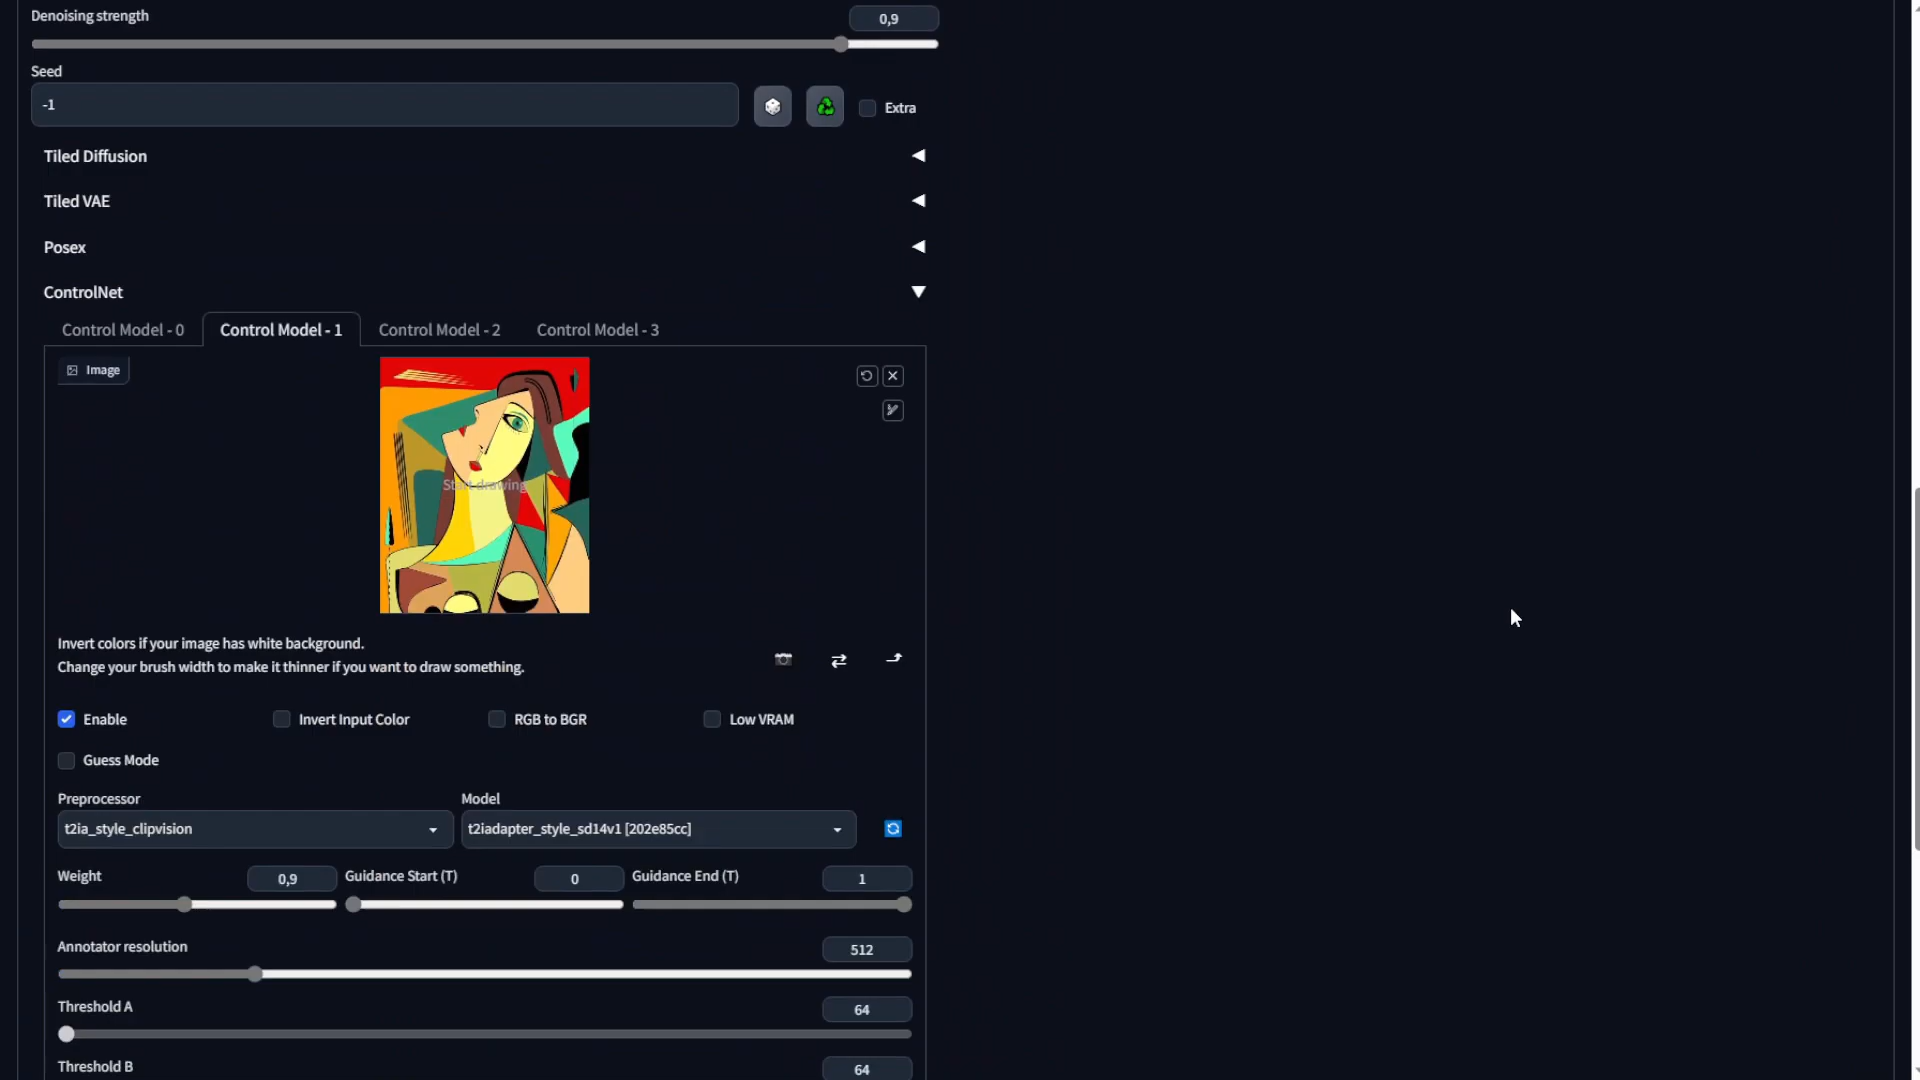 Denoising strength
0,9
Seed
-1
Extra
Tiled Diffusion
Tiled VAE
Posex
ControlNet
Control Model - 0
Control Model - 1
Control Model - 2
Control Model - 3
Image
Start drawing
Invert colors if your image has white background.
Change your brush width to make it thinner if you want to draw something.
Enable
Invert Input Color
RGB to BGR
Low VRAM
Guess Mode
Preprocessor
Model
t2ia_style_clipvision
t2iadapter_style_sd14v1 [202e85cc]
Weight
0,9
Guidance Start (T)
0
Guidance End (T)
1
Annotator resolution
512
Threshold A
64
Threshold B
64